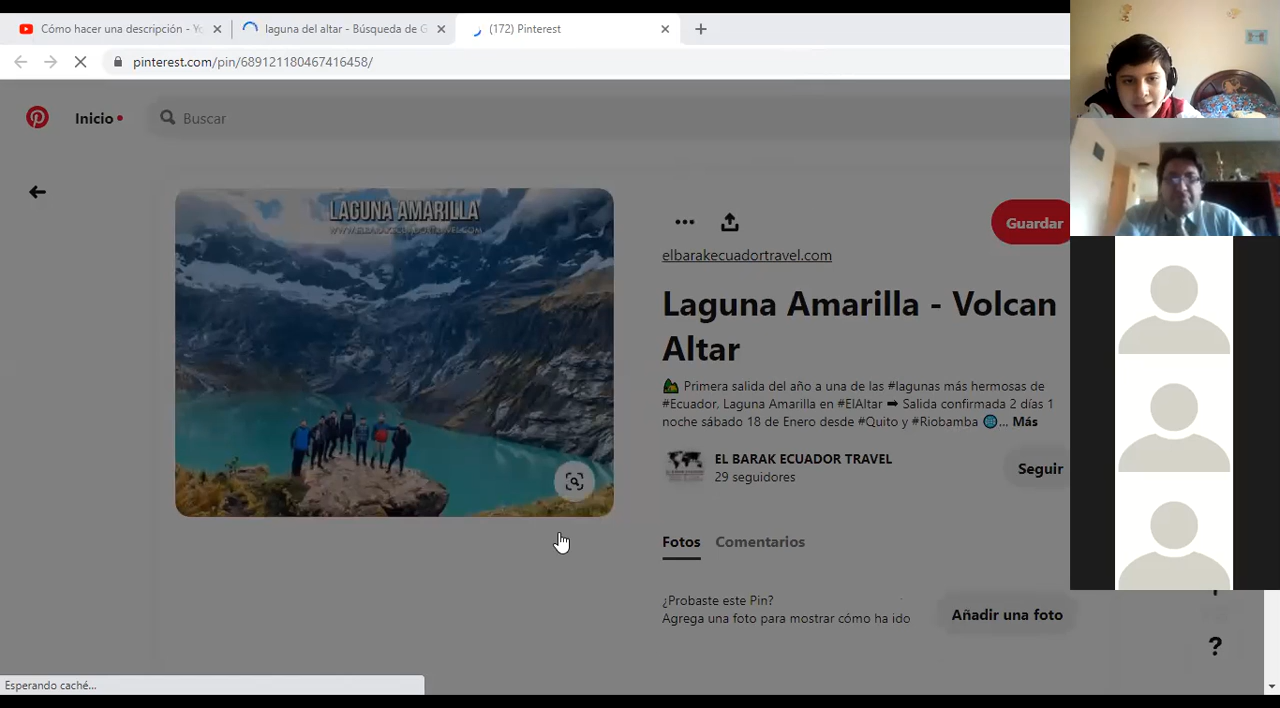 Cómo hacer una descripción - Yo
laguna del altar - Búsqueda de G
(172) Pinterest
pinterest.com/pin/689121180467416458/
Inicio
Buscar
LAGUNA AMARILLA
WWW.ELBARAKECUADORTRAVEL.COM
Guardar
elbarakecuadortravel.com
Laguna Amarilla - Volcan
Altar
Primera salida del año a una de las #lagunas más hermosas de
#Ecuador, Laguna Amarilla en #ElAltar ➡ Salida confirmada 2 días 1
noche sábado 18 de Enero desde #Quito y #Riobamba ... Más
EL BARAK ECUADOR TRAVEL
29 seguidores
Seguir
Fotos
Comentarios
¿Probaste este Pin?
Agrega una foto para mostrar cómo ha ido
Añadir una foto
?
Esperando caché...